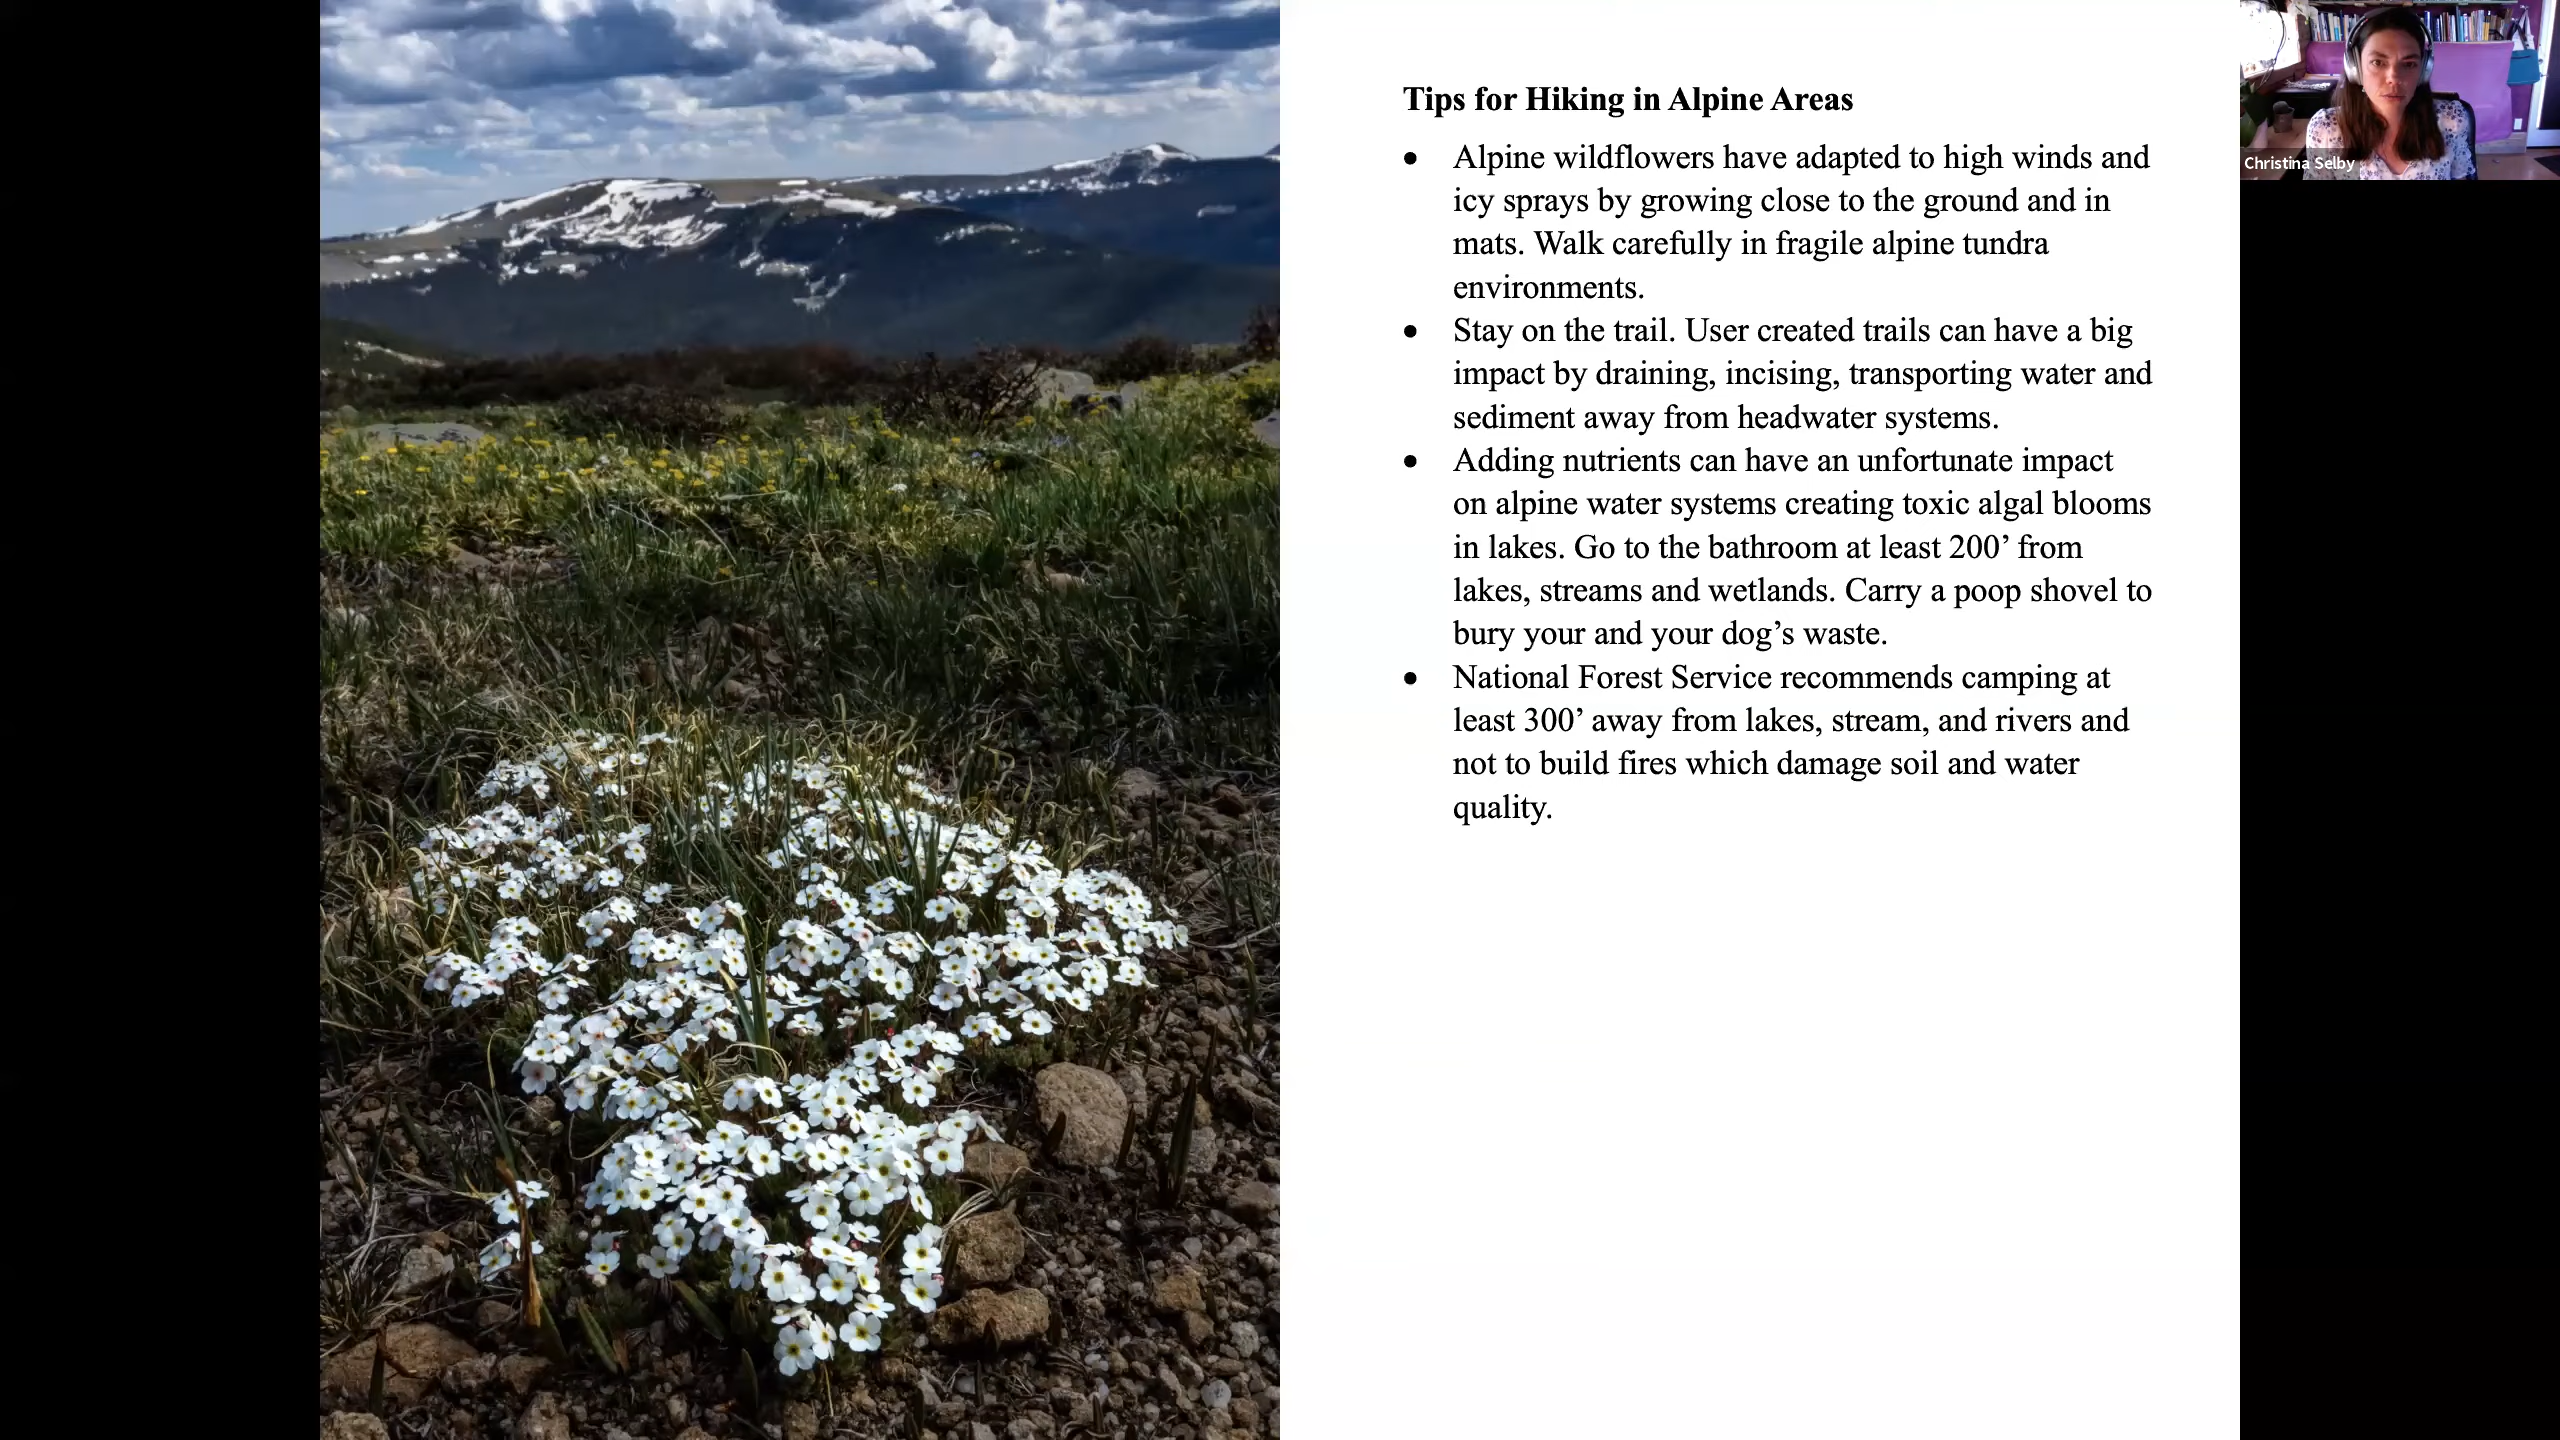 Tips for Hiking in Alpine Areas
• Alpine wildflowers have adapted to high winds and
icy sprays by growing close to the ground and in
mats. Walk carefully in fragile alpine tundra
environments.
• Stay on the trail. User created trails can have a big
impact by draining, incising, transporting water and
sediment away from headwater systems.
• Adding nutrients can have an unfortunate impact
on alpine water systems creating toxic algal blooms
in lakes. Go to the bathroom at least 200’ from
lakes, streams and wetlands. Carry a poop shovel to
bury your and your dog’s waste.
• National Forest Service recommends camping at
least 300’ away from lakes, stream, and rivers and
not to build fires which damage soil and water
quality.
Christina Selby